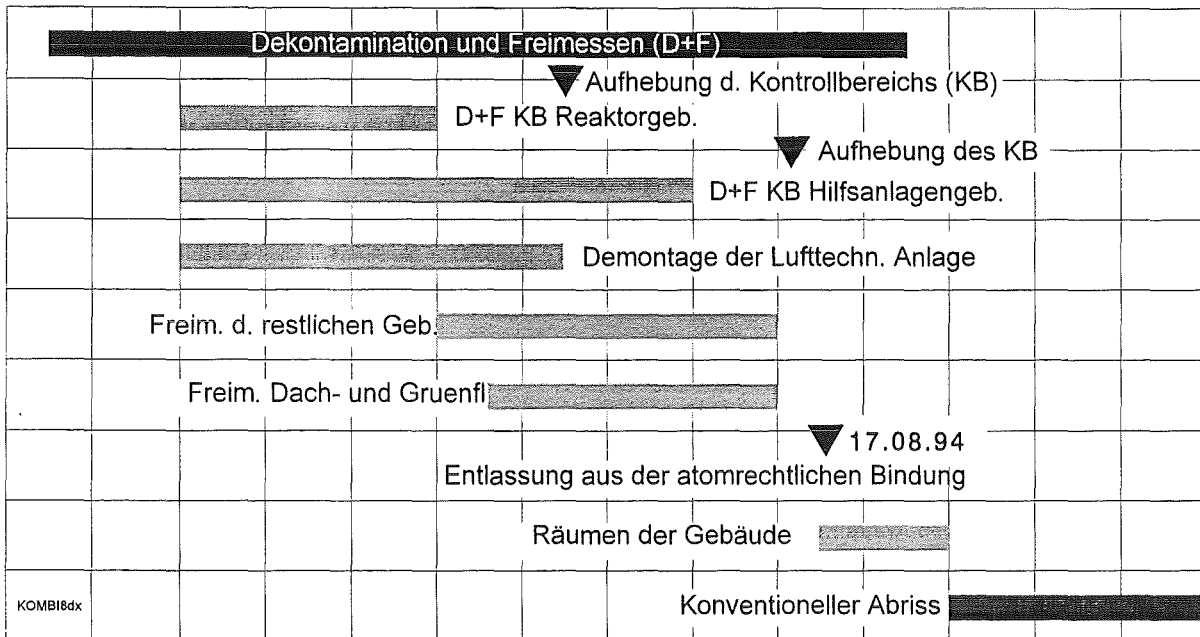 Dekontamination und Freimessen (D+F)
Aufhebung d. Kontrollbereichs (KB)
D+F KB Reaktorgeb.
Aufhebung des KB
D+F KB Hilfsanlagengeb.
Demontage der Lufttechn. Anlage
Freim. d. restlichen Geb.
Freim. Dach- und Gruenfl
17.08.94
Entlassung aus der atomrechtlichen Bindung
Räumen der Gebäude
KOMBI8dx
Konventioneller Abriss